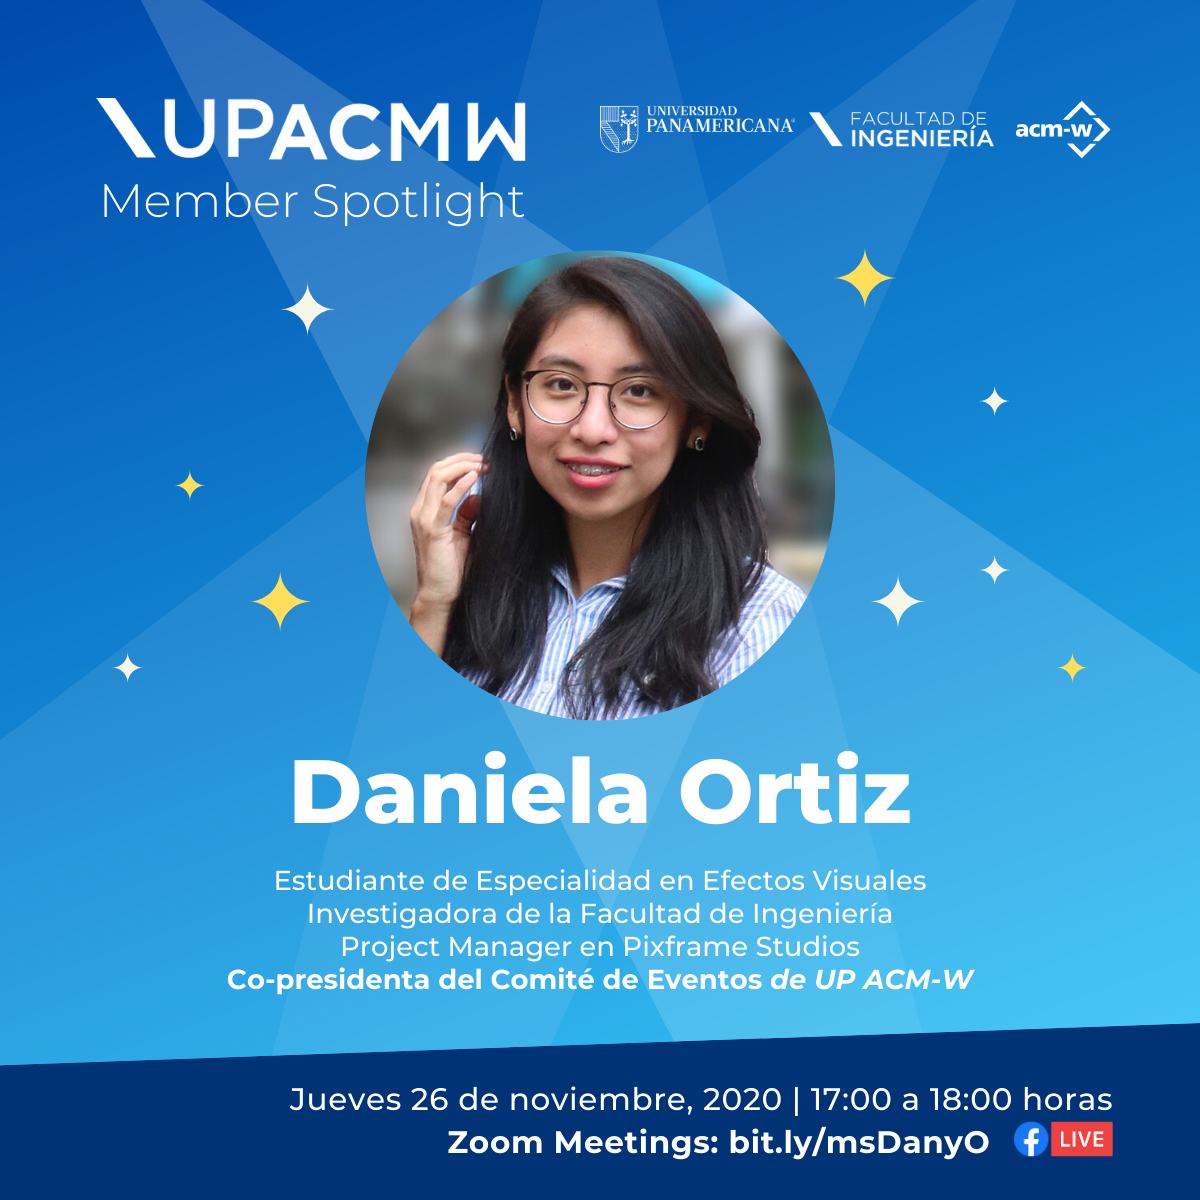 UPACMW
Member Spotlight
UNIVERSIDAD
PANAMERICANA®
FACULTAD DE
INGENIERÍA
acm-w
Daniela Ortiz
Estudiante de Especialidad en Efectos Visuales
Investigadora de la Facultad de Ingeniería
Project Manager en Pixframe Studios
Co-presidenta del Comité de Eventos de UP ACM-W
Jueves 26 de noviembre, 2020 | 17:00 a 18:00 horas
Zoom Meetings: bit.ly/msDanyO
LIVE